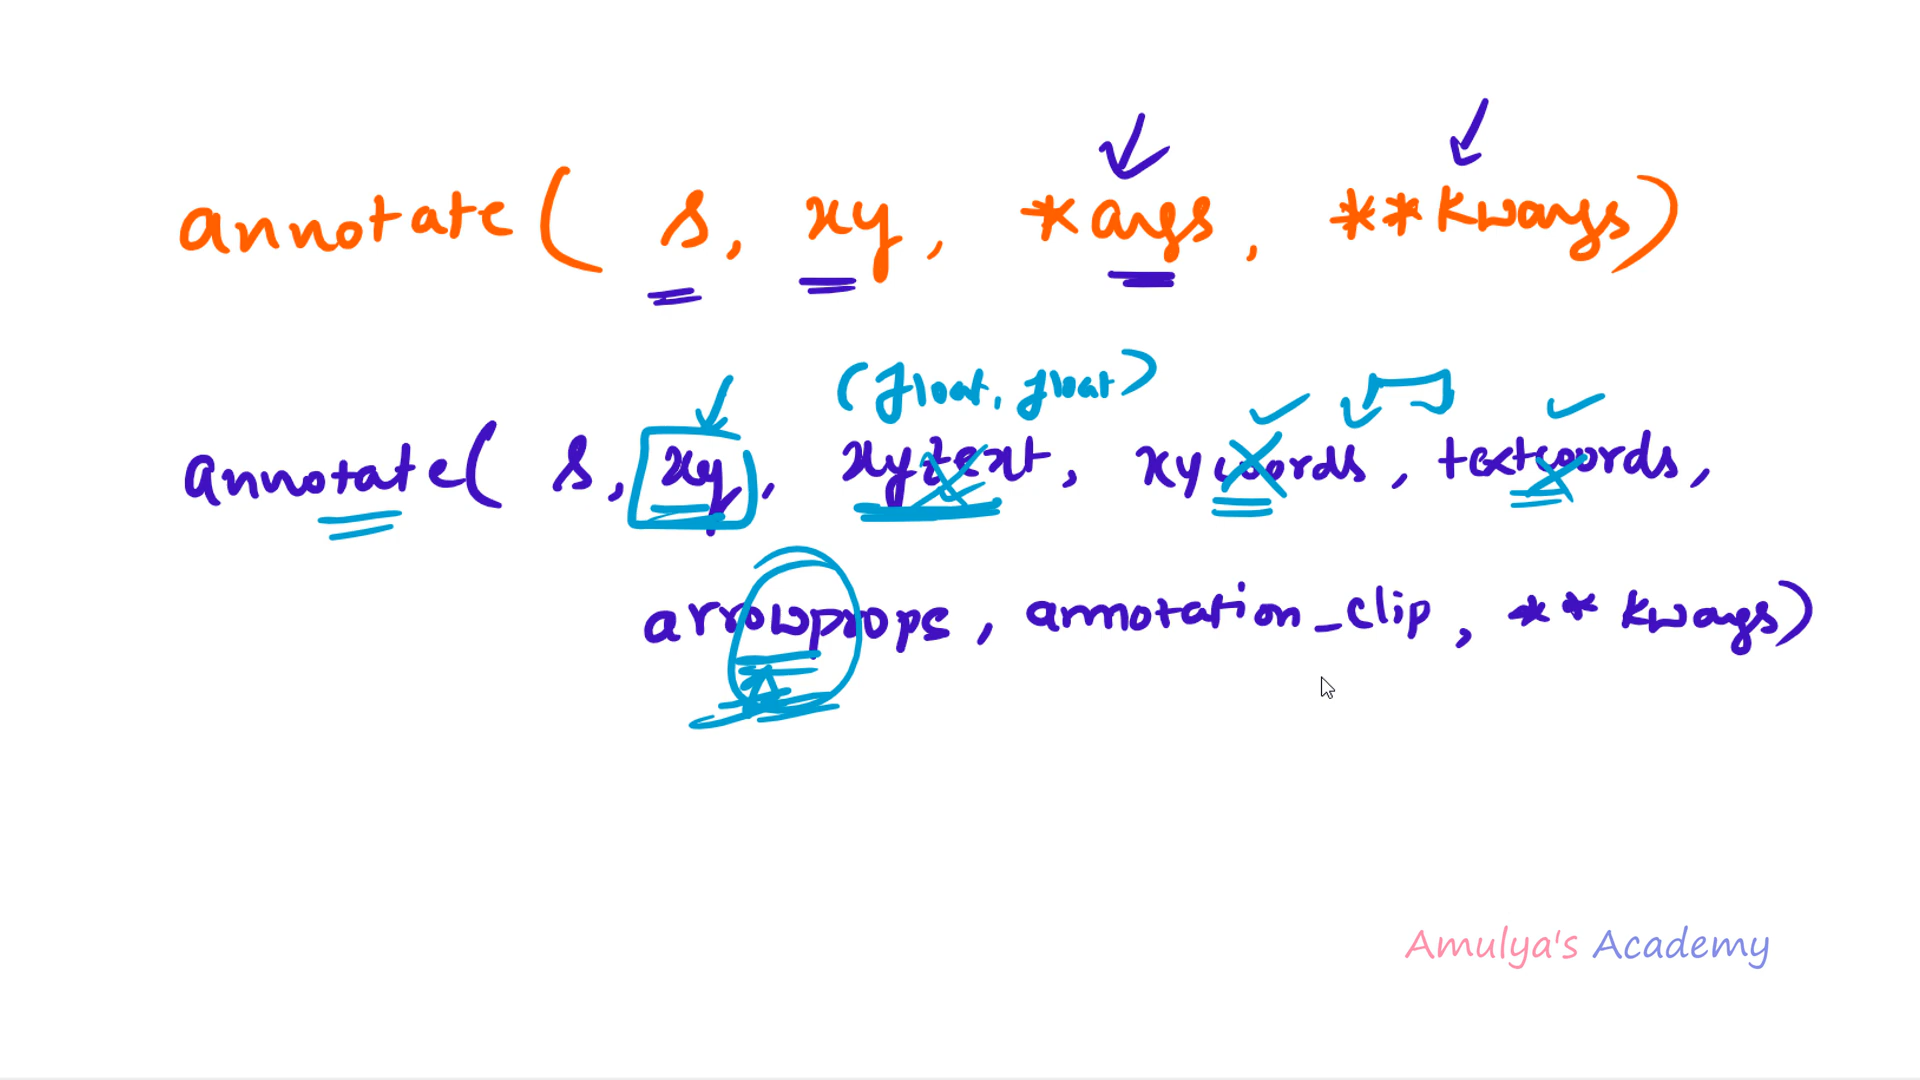 annotate( s, xy, *args, **kwargs)
(float, float)
annotate( s, xy, xytext, xycoords, textcoords,
arrowprops, annotation_clip, ** kwargs)
Amulya's Academy